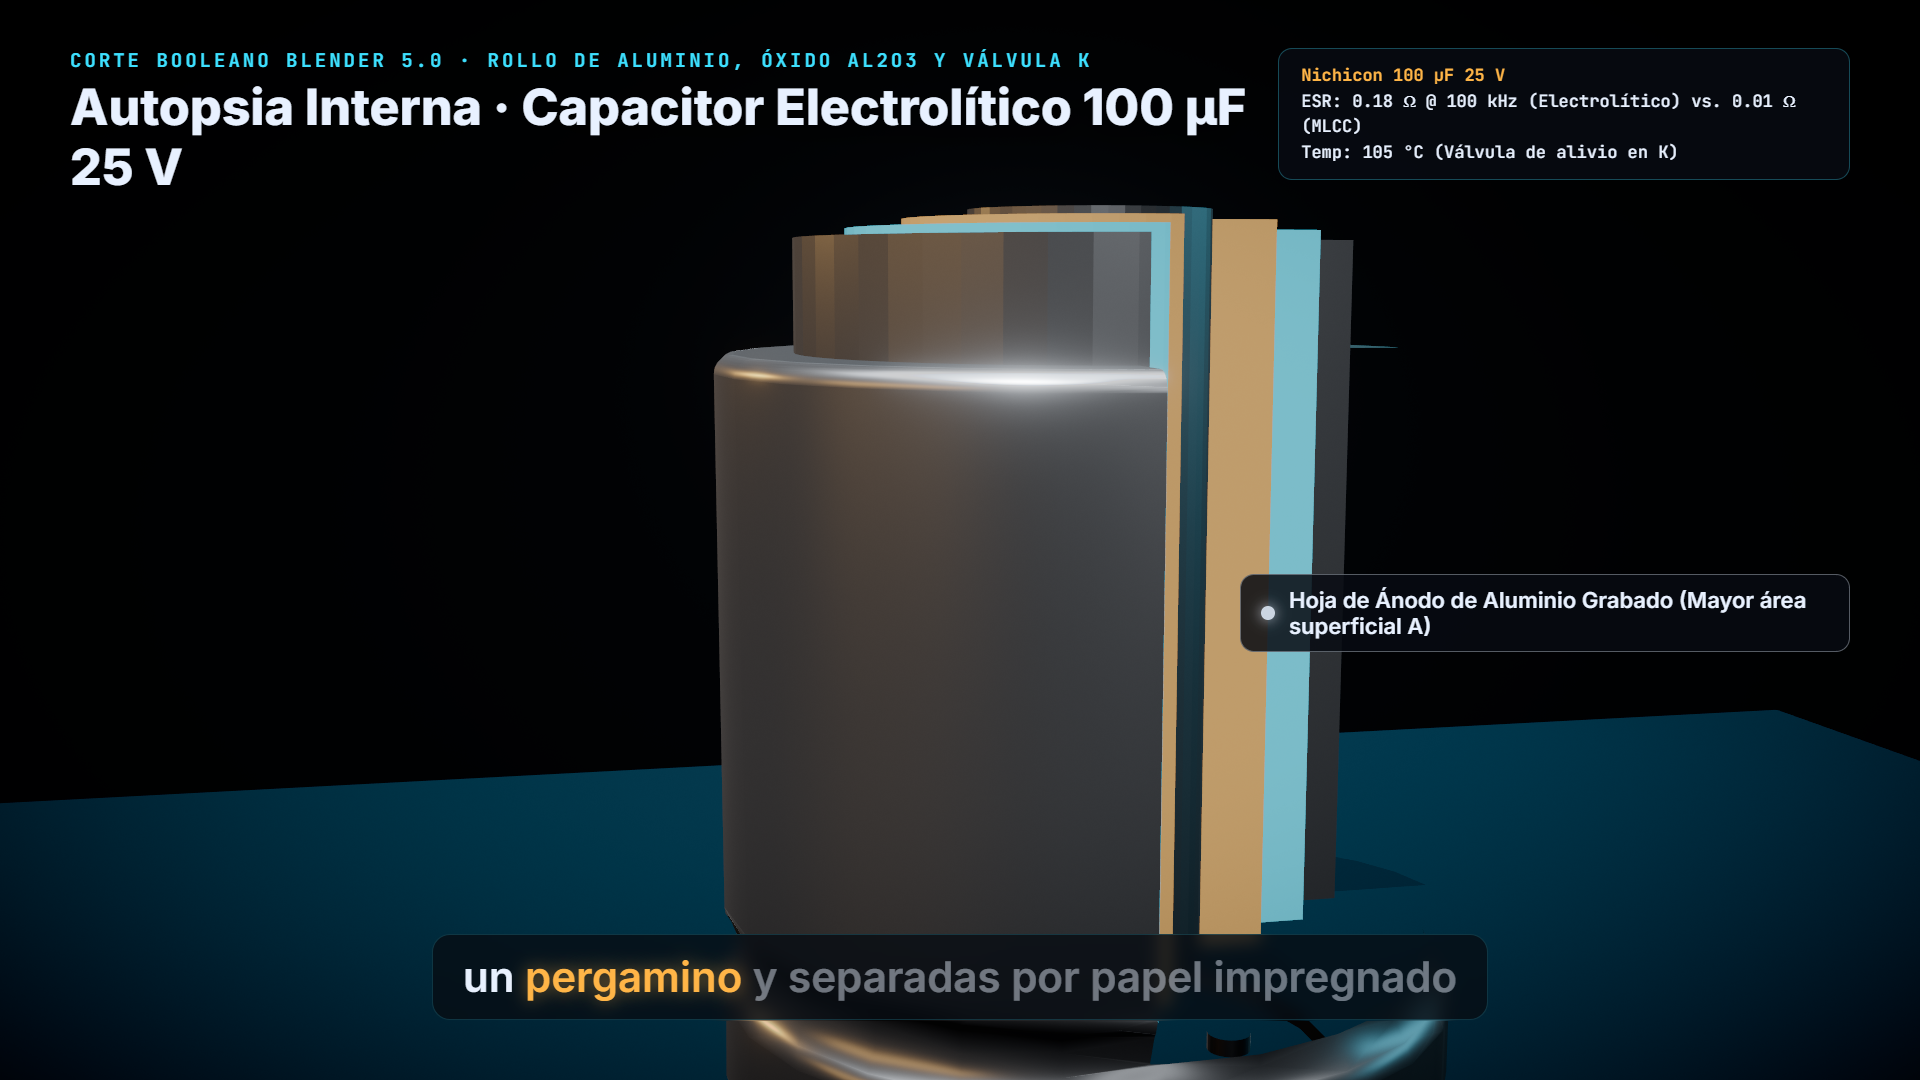 CORTE BOOLEANO BLENDER 5.0 · ROLLO DE ALUMINIO, ÓXIDO AL2O3 Y VÁLVULA K
Autopsia Interna · Capacitor Electrolítico 100 µF
25 V
Nichicon 100 µF 25 V
ESR: 0.18 Ω @ 100 kHz (Electrolítico) vs. 0.01 Ω
(MLCC)
Temp: 105 °C (Válvula de alivio en K)
Hoja de Ánodo de Aluminio Grabado (Mayor área
superficial A)
un pergamino y separadas por papel impregnado